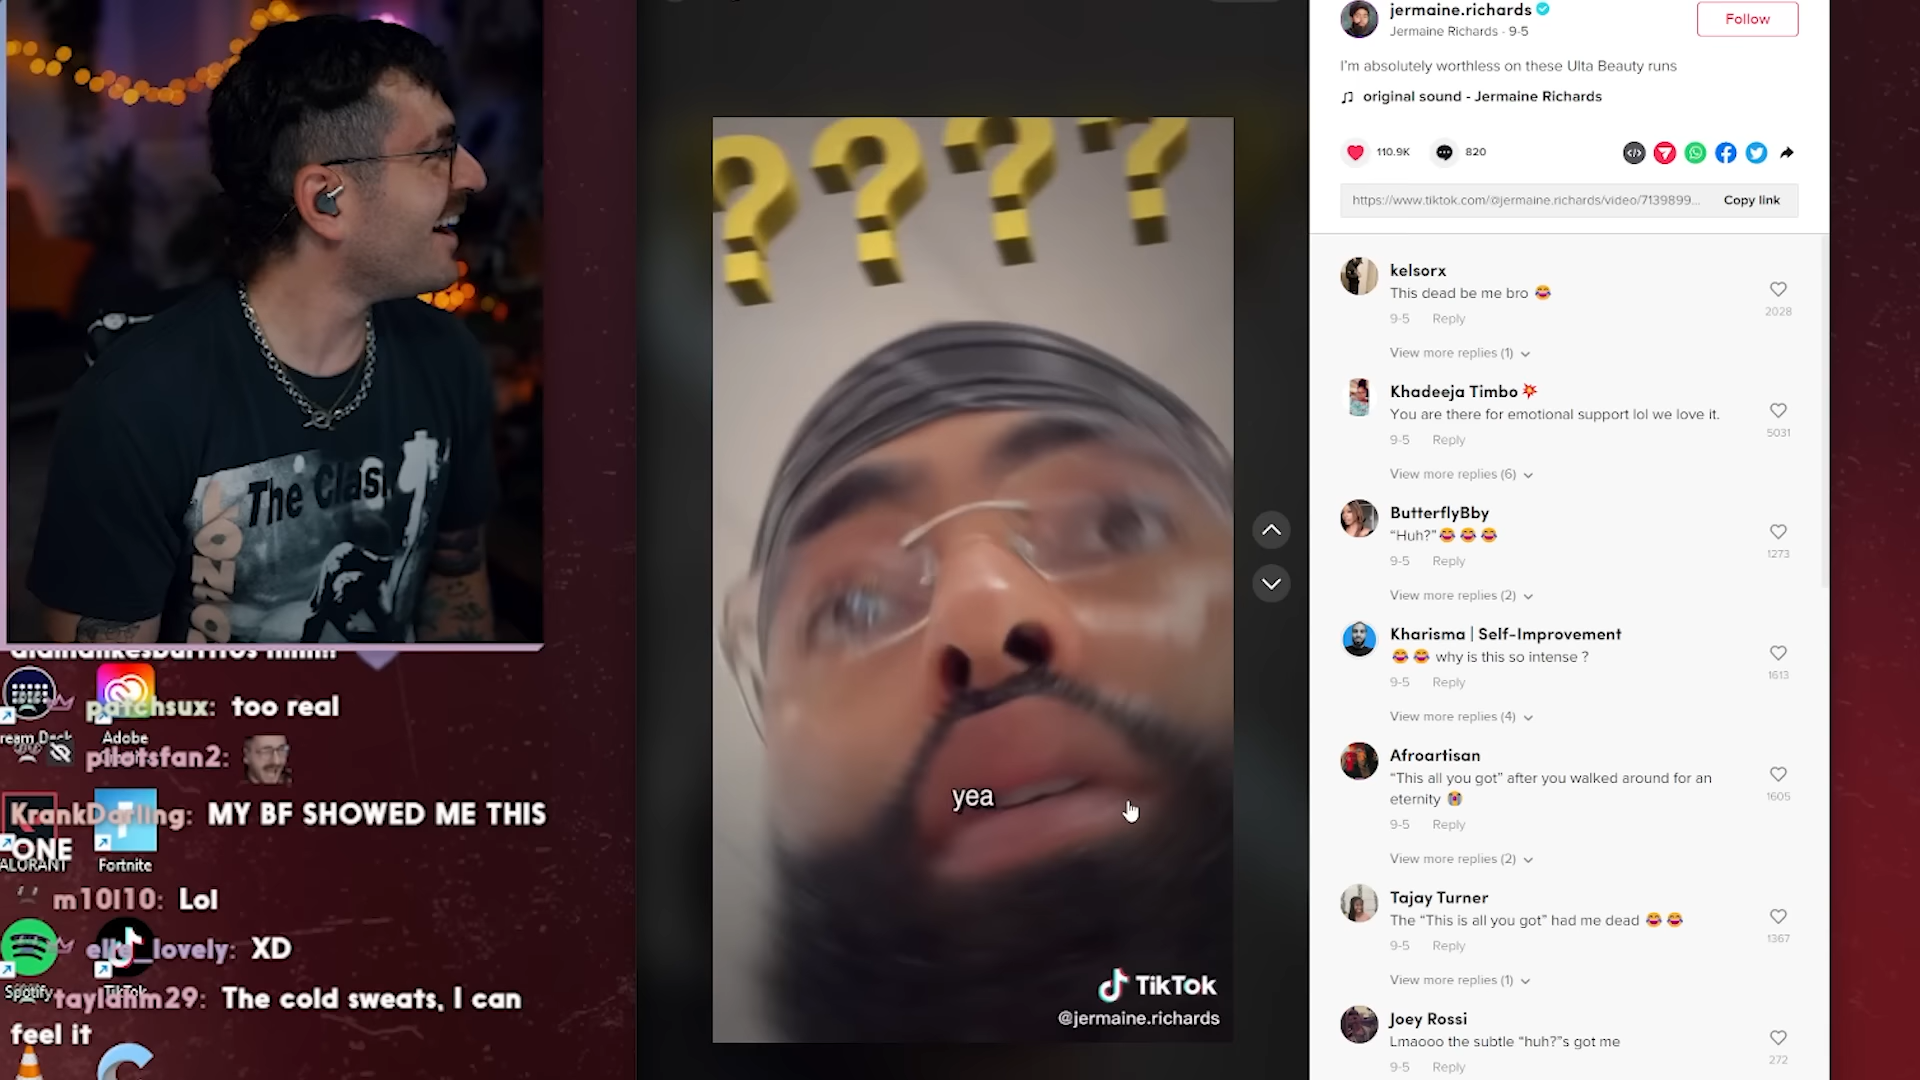 The Clash
LONDON
patchsux: too real
pilotsfan2:
KrankDarling: MY BF SHOWED ME THIS
ONE
m10l10: Lol
elle_lovely: XD
The cold sweats, I can
feel it
Adobe
Fortnite
Spotify
TikTok
????
yea
TikTok
@jermaine.richards
jermaine.richards
Jermaine Richards · 9-5
Follow
I'm absolutely worthless on these Ulta Beauty runs
original sound - Jermaine Richards
110.9K
820
https://www.tiktok.com/@jermaine.richards/video/7139899...
Copy link
kelsorx
This dead be me bro 😂
2028
9-5 Reply
View more replies (1)
Khadeeja Timbo💥
You are there for emotional support lol we love it.
5031
9-5 Reply
View more replies (6)
ButterflyBby
“Huh?”😂😂😂
1273
9-5 Reply
View more replies (2)
Kharisma | Self-Improvement
😂😂 why is this so intense ?
1613
9-5 Reply
View more replies (4)
Afroartisan
“This all you got” after you walked around for an
eternity 😭
1605
9-5 Reply
View more replies (2)
Tajay Turner
The “This is all you got” had me dead 😂😂
1367
9-5 Reply
View more replies (1)
Joey Rossi
Lmaooo the subtle “huh?”s got me
272
9-5 Reply